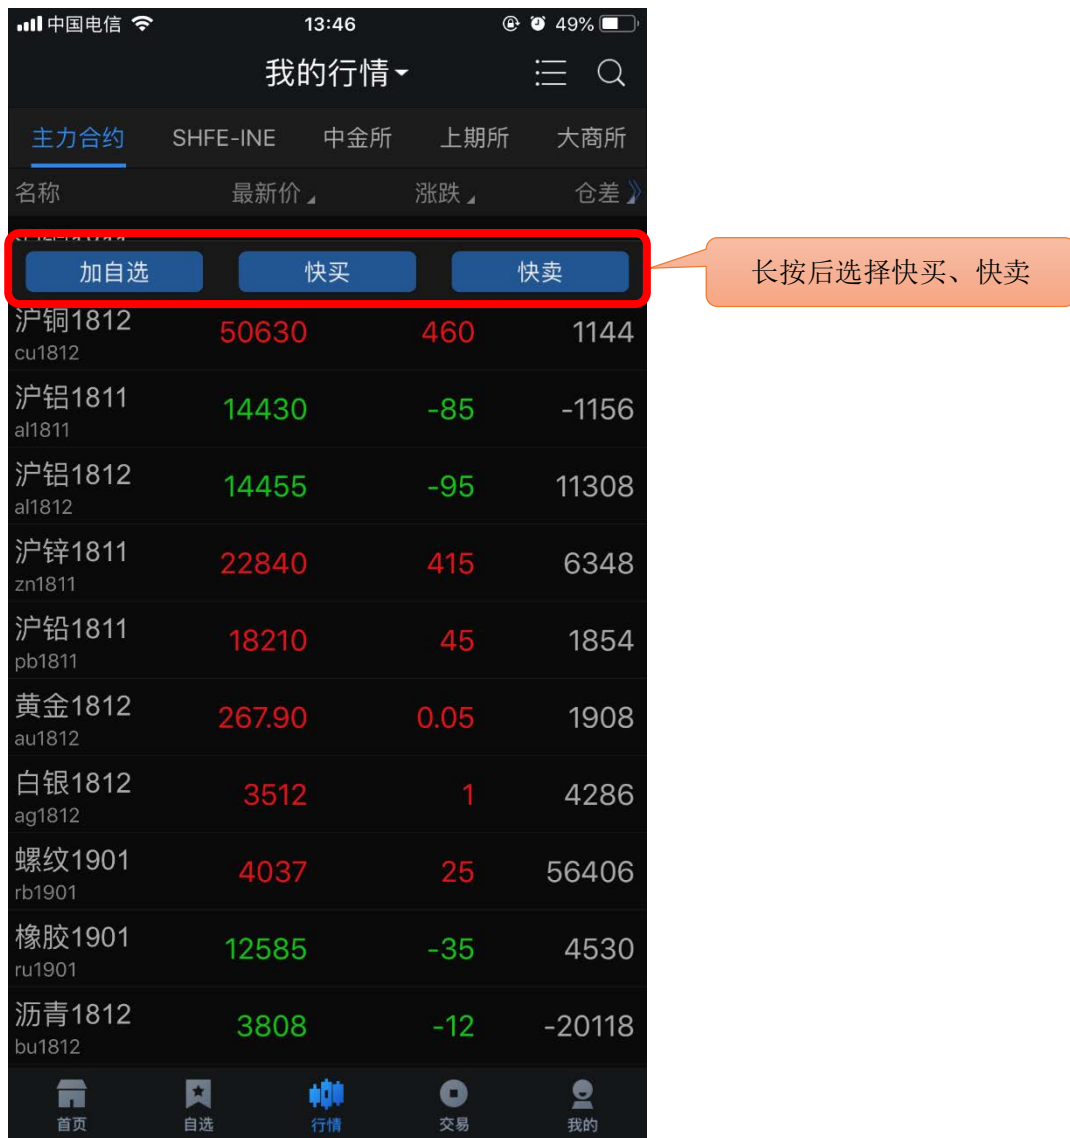 中国电信 13:46 49%
我的行情
主力合约 SHFE-INE 中金所 上期所 大商所
名称 最新价 涨跌 仓差
加自选 快买 快卖
长按后选择快买、快卖
沪铜1812 50630 460 1144
cu1812
沪铝1811 14430 -85 -1156
al1811
沪铝1812 14455 -95 11308
al1812
沪锌1811 22840 415 6348
zn1811
沪铅1811 18210 45 1854
pb1811
黄金1812 267.90 0.05 1908
au1812
白银1812 3512 1 4286
ag1812
螺纹1901 4037 25 56406
rb1901
橡胶1901 12585 -35 4530
ru1901
沥青1812 3808 -12 -20118
bu1812
首页 自选 行情 交易 我的